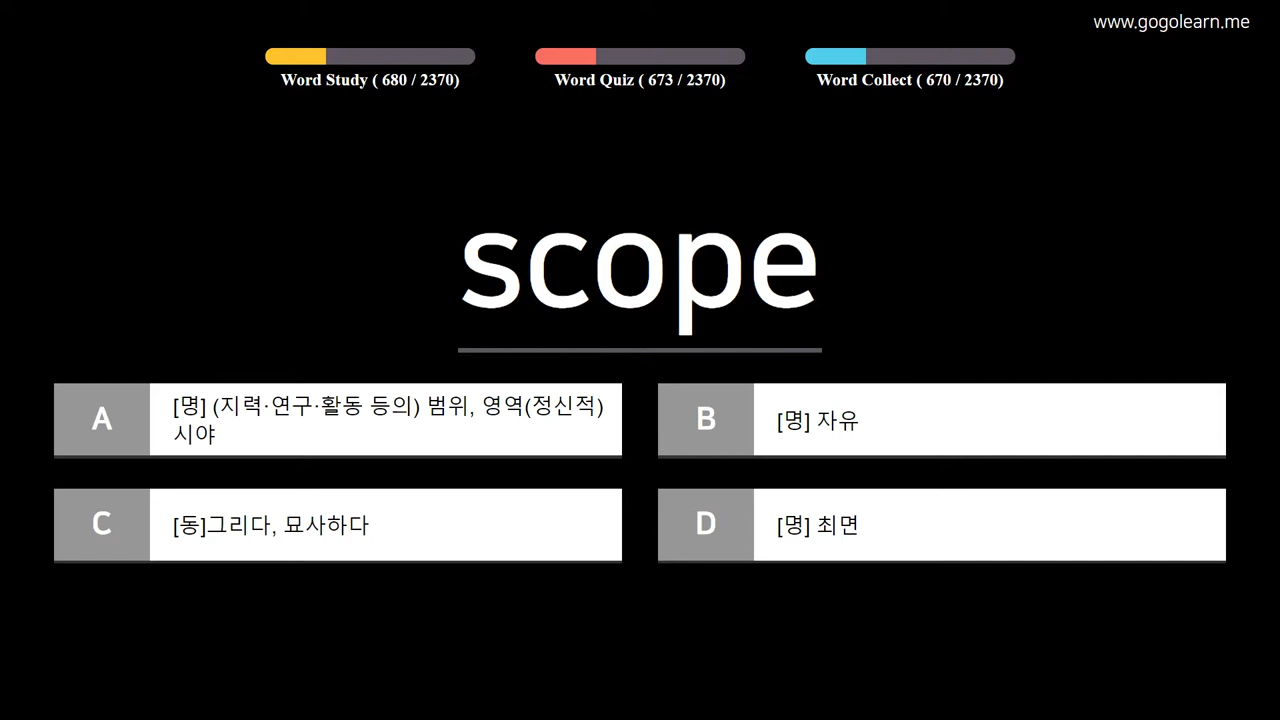 www.gogolearn.me
Word Study ( 680 / 2370)
Word Quiz ( 673 / 2370)
Word Collect ( 670 / 2370)
scope
A
[명] (지력·연구·활동 등의) 범위, 영역(정신적)
시야
B
[명] 자유
C
[동]그리다, 묘사하다
D
[명] 최면